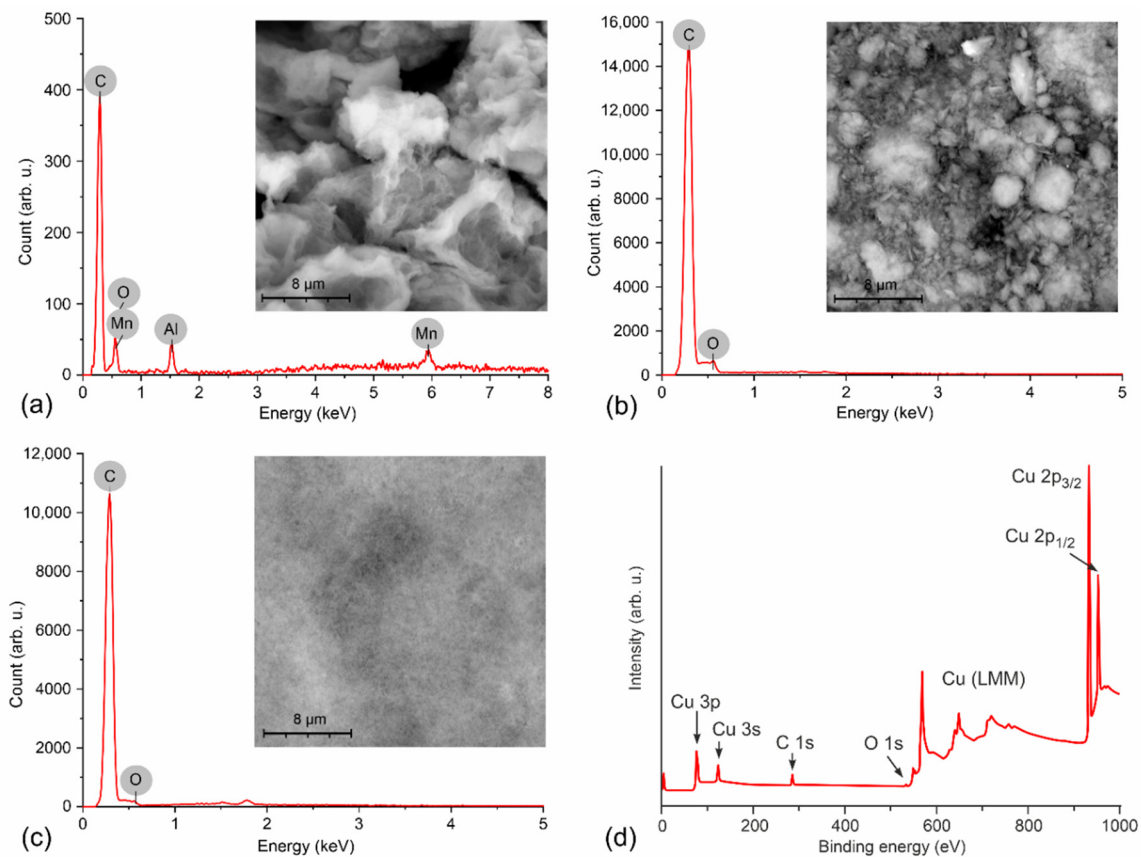 500
400
300
200
100
0
Count (arb. u.)
C
O
Mn
Al
Mn
8 µm
0 1 2 3 4 5 6 7 8
Energy (keV)
(a)
16,000
14,000
12,000
10,000
8000
6000
4000
2000
0
Count (arb. u.)
C
O
8 µm
0 1 2 3 4 5
Energy (keV)
(b)
12,000
10,000
8000
6000
4000
2000
0
Count (arb. u.)
C
O
8 µm
0 1 2 3 4 5
Energy (keV)
(c)
Intensity (arb. u.)
Cu 2p3/2
Cu 2p1/2
Cu (LMM)
Cu 3p
Cu 3s
C 1s
O 1s
0 200 400 600 800 1000
Binding energy (eV)
(d)